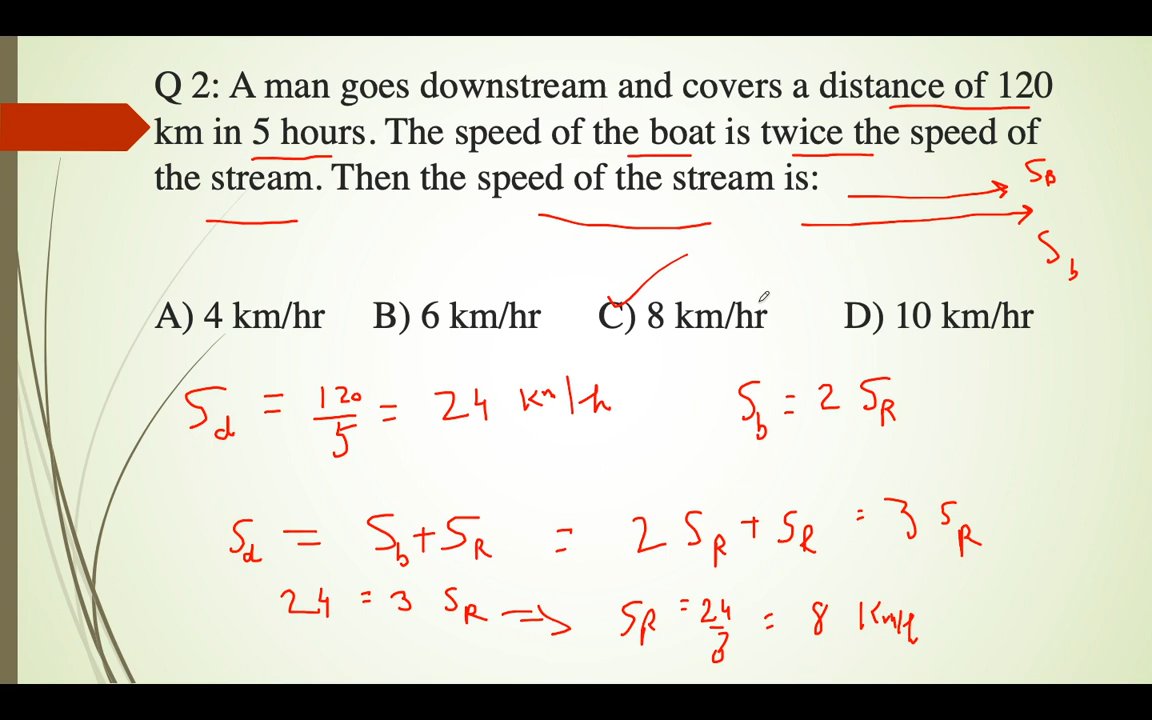 Q 2: A man goes downstream and covers a distance of 120
km in 5 hours. The speed of the boat is twice the speed of
the stream. Then the speed of the stream is:
S_B
S_b
A) 4 km/hr B) 6 km/hr C) 8 km/hr D) 10 km/hr
S_d = 120/5 = 24 km/h S_b = 2 S_R
S_d = S_b + S_R = 2 S_R + S_R = 3 S_R
24 = 3 S_R ⇒ S_R = 24/3 = 8 Km/h